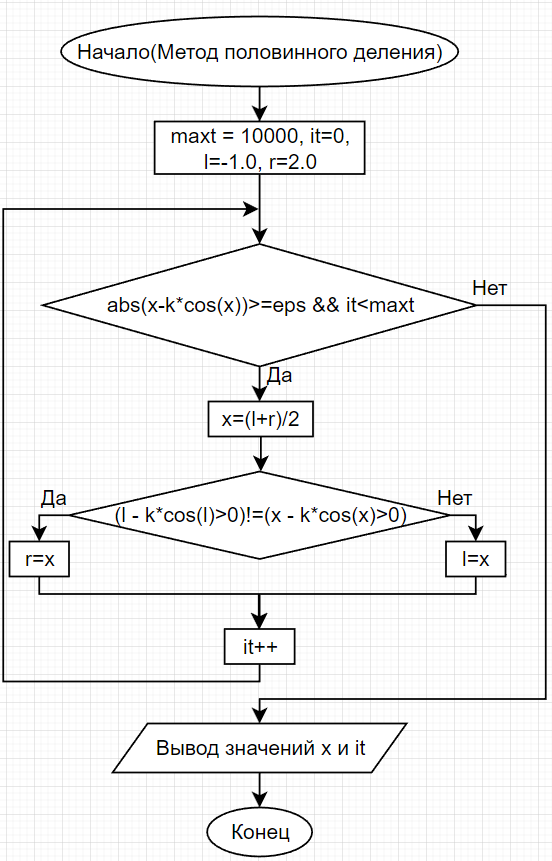 Начало(Метод половинного деления)
maxt = 10000, it=0,
l=-1.0, r=2.0
abs(x-k*cos(x))>=eps && it<maxt
Нет
Да
x=(l+r)/2
Да
(l - k*cos(l)>0)!=(x - k*cos(x)>0)
Нет
r=x
l=x
it++
Вывод значений x и it
Конец